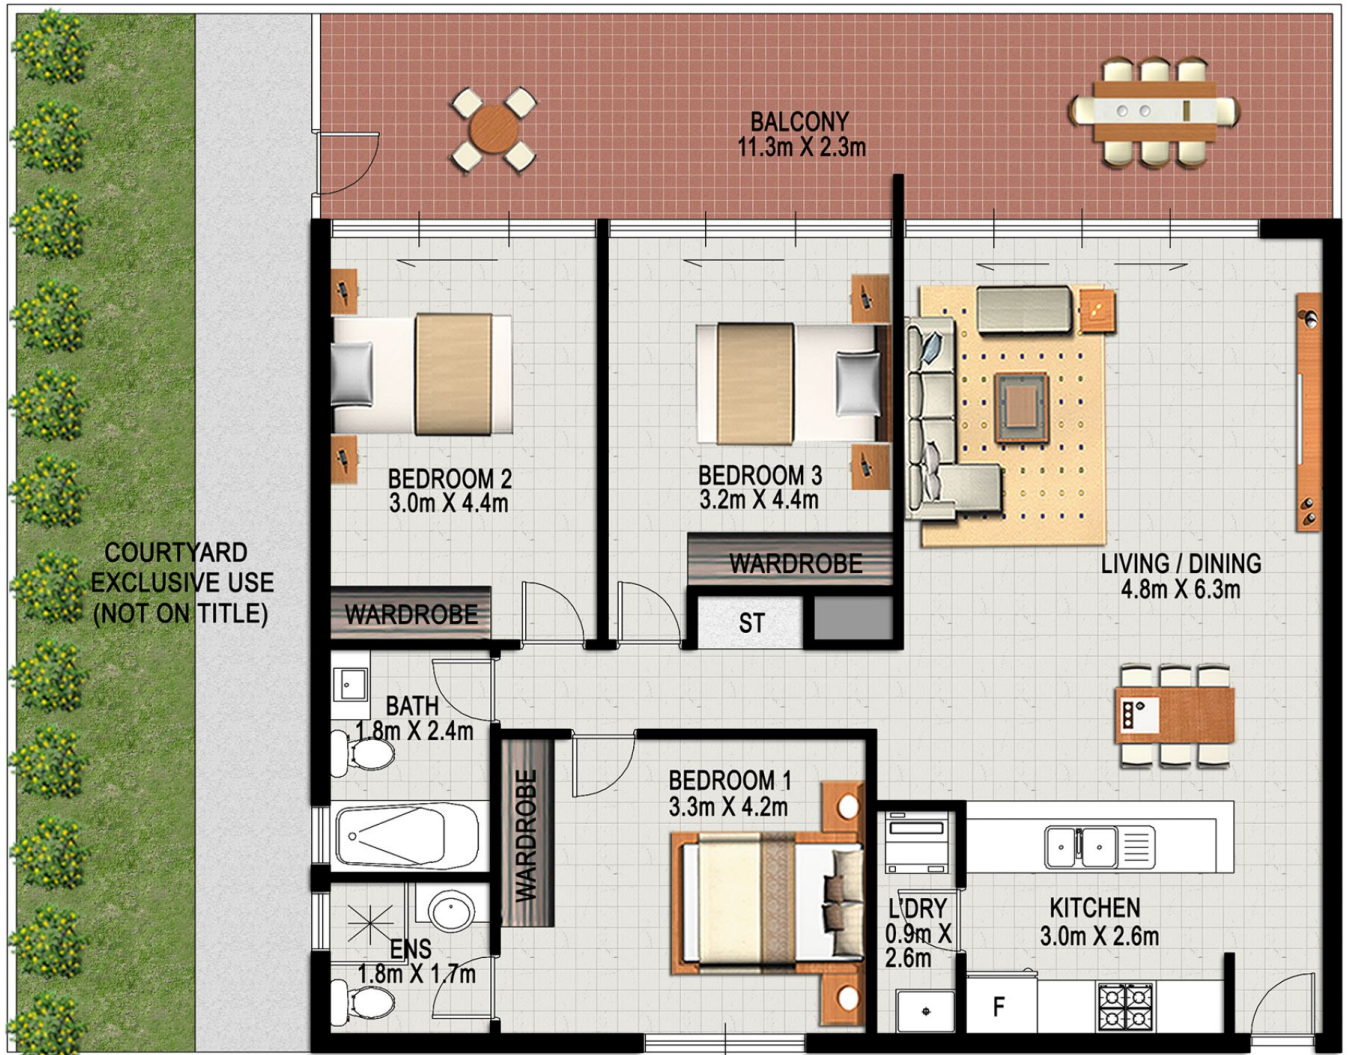 BALCONY
11.3m X 2.3m
BEDROOM 2
3.0m X 4.4m
BEDROOM 3
3.2m X 4.4m
WARDROBE
LIVING / DINING
4.8m X 6.3m
COURTYARD
EXCLUSIVE USE
(NOT ON TITLE)
WARDROBE
ST
BATH
1.8m X 2.4m
WARDROBE
BEDROOM 1
3.3m X 4.2m
L'DRY
0.9m X
2.6m
KITCHEN
3.0m X 2.6m
ENS
1.8m X 1.7m
F